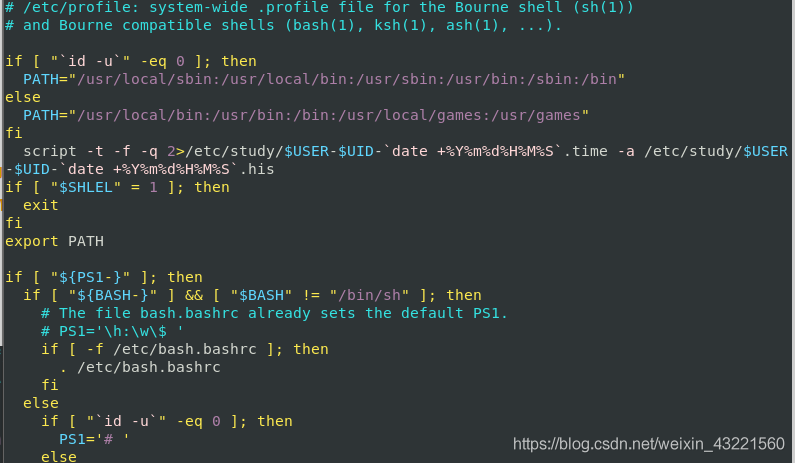 # /etc/profile: system-wide .profile file for the Bourne shell (sh(1))
# and Bourne compatible shells (bash(1), ksh(1), ash(1), ...).
if [ "`id -u`" -eq 0 ]; then
  PATH="/usr/local/sbin:/usr/local/bin:/usr/sbin:/usr/bin:/sbin:/bin"
else
  PATH="/usr/local/bin:/usr/bin:/bin:/usr/local/games:/usr/games"
fi
  script -t -f -q 2>/etc/study/$USER-$UID-`date +%Y%m%d%H%M%S`.time -a /etc/study/$USER
-$UID-`date +%Y%m%d%H%M%S`.his
if [ "$SHLEL" = 1 ]; then
  exit
fi
export PATH
if [ "${PS1-}" ]; then
  if [ "${BASH-}" ] && [ "$BASH" != "/bin/sh" ]; then
    # The file bash.bashrc already sets the default PS1.
    # PS1='\h:\w\$ '
    if [ -f /etc/bash.bashrc ]; then
      . /etc/bash.bashrc
    fi
  else
    if [ "`id -u`" -eq 0 ]; then
      PS1='# '
    else
https://blog.csdn.net/weixin_43221560